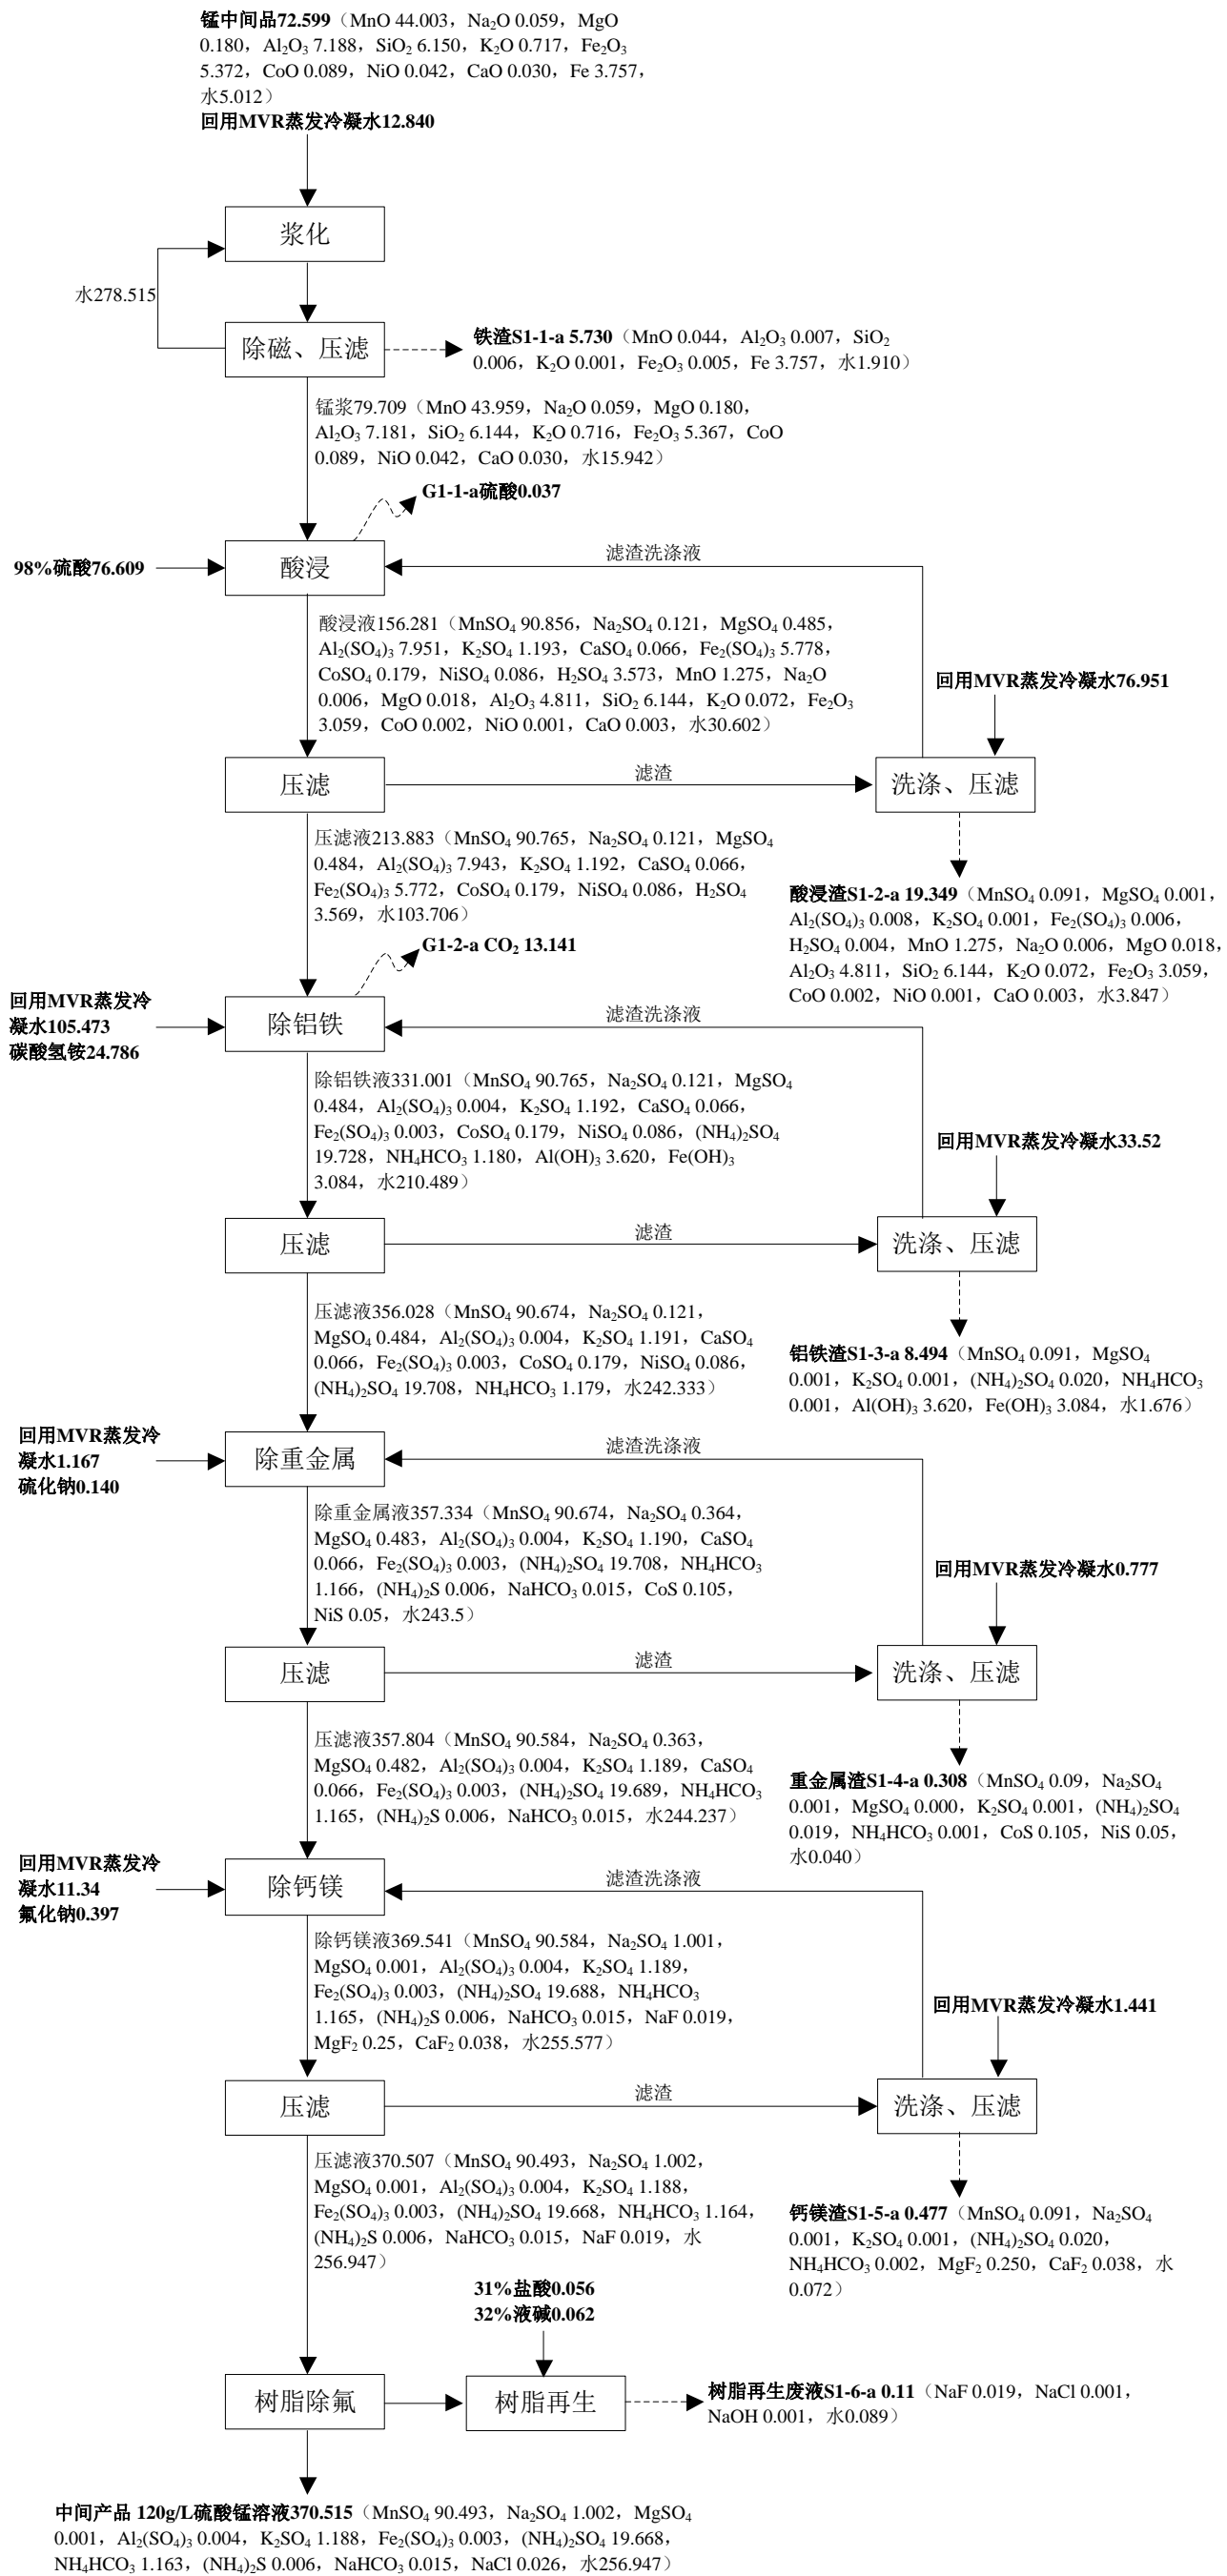 锰中间品72.599（MnO 44.003，Na₂O 0.059，MgO
0.180，Al₂O₃ 7.188，SiO₂ 6.150，K₂O 0.717，Fe₂O₃
5.372，CoO 0.089，NiO 0.042，CaO 0.030，Fe 3.757，
水5.012）
回用MVR蒸发冷凝水12.840
浆化
水278.515
除磁、压滤
铁渣S1-1-a 5.730（MnO 0.044，Al₂O₃ 0.007，SiO₂
0.006，K₂O 0.001，Fe₂O₃ 0.005，Fe 3.757，水1.910）
锰浆79.709（MnO 43.959，Na₂O 0.059，MgO 0.180，
Al₂O₃ 7.181，SiO₂ 6.144，K₂O 0.716，Fe₂O₃ 5.367，CoO
0.089，NiO 0.042，CaO 0.030，水15.942）
G1-1-a硫酸0.037
98%硫酸76.609
酸浸
滤渣洗涤液
酸浸液156.281（MnSO₄ 90.856，Na₂SO₄ 0.121，MgSO₄ 0.485，
Al₂(SO₄)₃ 7.951，K₂SO₄ 1.193，CaSO₄ 0.066，Fe₂(SO₄)₃ 5.778，
CoSO₄ 0.179，NiSO₄ 0.086，H₂SO₄ 3.573，MnO 1.275，Na₂O
0.006，MgO 0.018，Al₂O₃ 4.811，SiO₂ 6.144，K₂O 0.072，Fe₂O₃
3.059，CoO 0.002，NiO 0.001，CaO 0.003，水30.602）
回用MVR蒸发冷凝水76.951
压滤
滤渣
洗涤、压滤
压滤液213.883（MnSO₄ 90.765，Na₂SO₄ 0.121，MgSO₄
0.484，Al₂(SO₄)₃ 7.943，K₂SO₄ 1.192，CaSO₄ 0.066，
Fe₂(SO₄)₃ 5.772，CoSO₄ 0.179，NiSO₄ 0.086，H₂SO₄
3.569，水103.706）
酸浸渣S1-2-a 19.349（MnSO₄ 0.091，MgSO₄ 0.001，
Al₂(SO₄)₃ 0.008，K₂SO₄ 0.001，Fe₂(SO₄)₃ 0.006，
H₂SO₄ 0.004，MnO 1.275，Na₂O 0.006，MgO 0.018，
Al₂O₃ 4.811，SiO₂ 6.144，K₂O 0.072，Fe₂O₃ 3.059，
CoO 0.002，NiO 0.001，CaO 0.003，水3.847）
G1-2-a CO₂ 13.141
回用MVR蒸发冷
凝水105.473
碳酸氢铵24.786
除铝铁
滤渣洗涤液
除铝铁液331.001（MnSO₄ 90.765，Na₂SO₄ 0.121，MgSO₄
0.484，Al₂(SO₄)₃ 0.004，K₂SO₄ 1.192，CaSO₄ 0.066，
Fe₂(SO₄)₃ 0.003，CoSO₄ 0.179，NiSO₄ 0.086，(NH₄)₂SO₄
19.728，NH₄HCO₃ 1.180，Al(OH)₃ 3.620，Fe(OH)₃
3.084，水210.489）
回用MVR蒸发冷凝水33.52
压滤
滤渣
洗涤、压滤
压滤液356.028（MnSO₄ 90.674，Na₂SO₄ 0.121，
MgSO₄ 0.484，Al₂(SO₄)₃ 0.004，K₂SO₄ 1.191，CaSO₄
0.066，Fe₂(SO₄)₃ 0.003，CoSO₄ 0.179，NiSO₄ 0.086，
(NH₄)₂SO₄ 19.708，NH₄HCO₃ 1.179，水242.333）
铝铁渣S1-3-a 8.494（MnSO₄ 0.091，MgSO₄
0.001，K₂SO₄ 0.001，(NH₄)₂SO₄ 0.020，NH₄HCO₃
0.001，Al(OH)₃ 3.620，Fe(OH)₃ 3.084，水1.676）
回用MVR蒸发冷
凝水1.167
硫化钠0.140
除重金属
滤渣洗涤液
除重金属液357.334（MnSO₄ 90.674，Na₂SO₄ 0.364，
MgSO₄ 0.483，Al₂(SO₄)₃ 0.004，K₂SO₄ 1.190，CaSO₄
0.066，Fe₂(SO₄)₃ 0.003，(NH₄)₂SO₄ 19.708，NH₄HCO₃
1.166，(NH₄)₂S 0.006，NaHCO₃ 0.015，CoS 0.105，
NiS 0.05，水243.5）
回用MVR蒸发冷凝水0.777
压滤
滤渣
洗涤、压滤
压滤液357.804（MnSO₄ 90.584，Na₂SO₄ 0.363，
MgSO₄ 0.482，Al₂(SO₄)₃ 0.004，K₂SO₄ 1.189，CaSO₄
0.066，Fe₂(SO₄)₃ 0.003，(NH₄)₂SO₄ 19.689，NH₄HCO₃
1.165，(NH₄)₂S 0.006，NaHCO₃ 0.015，水244.237）
重金属渣S1-4-a 0.308（MnSO₄ 0.09，Na₂SO₄
0.001，MgSO₄ 0.000，K₂SO₄ 0.001，(NH₄)₂SO₄
0.019，NH₄HCO₃ 0.001，CoS 0.105，NiS 0.05，
水0.040）
回用MVR蒸发冷
凝水11.34
氟化钠0.397
除钙镁
滤渣洗涤液
除钙镁液369.541（MnSO₄ 90.584，Na₂SO₄ 1.001，
MgSO₄ 0.001，Al₂(SO₄)₃ 0.004，K₂SO₄ 1.189，
Fe₂(SO₄)₃ 0.003，(NH₄)₂SO₄ 19.688，NH₄HCO₃
1.165，(NH₄)₂S 0.006，NaHCO₃ 0.015，NaF 0.019，
MgF₂ 0.25，CaF₂ 0.038，水255.577）
回用MVR蒸发冷凝水1.441
压滤
滤渣
洗涤、压滤
压滤液370.507（MnSO₄ 90.493，Na₂SO₄ 1.002，
MgSO₄ 0.001，Al₂(SO₄)₃ 0.004，K₂SO₄ 1.188，
Fe₂(SO₄)₃ 0.003，(NH₄)₂SO₄ 19.668，NH₄HCO₃ 1.164，
(NH₄)₂S 0.006，NaHCO₃ 0.015，NaF 0.019，水
256.947）
钙镁渣S1-5-a 0.477（MnSO₄ 0.091，Na₂SO₄
0.001，K₂SO₄ 0.001，(NH₄)₂SO₄ 0.020，
NH₄HCO₃ 0.002，MgF₂ 0.250，CaF₂ 0.038，水
0.072）
31%盐酸0.056
32%液碱0.062
树脂除氟
树脂再生
树脂再生废液S1-6-a 0.11（NaF 0.019，NaCl 0.001，
NaOH 0.001，水0.089）
中间产品 120g/L硫酸锰溶液370.515（MnSO₄ 90.493，Na₂SO₄ 1.002，MgSO₄
0.001，Al₂(SO₄)₃ 0.004，K₂SO₄ 1.188，Fe₂(SO₄)₃ 0.003，(NH₄)₂SO₄ 19.668，
NH₄HCO₃ 1.163，(NH₄)₂S 0.006，NaHCO₃ 0.015，NaCl 0.026，水256.947）